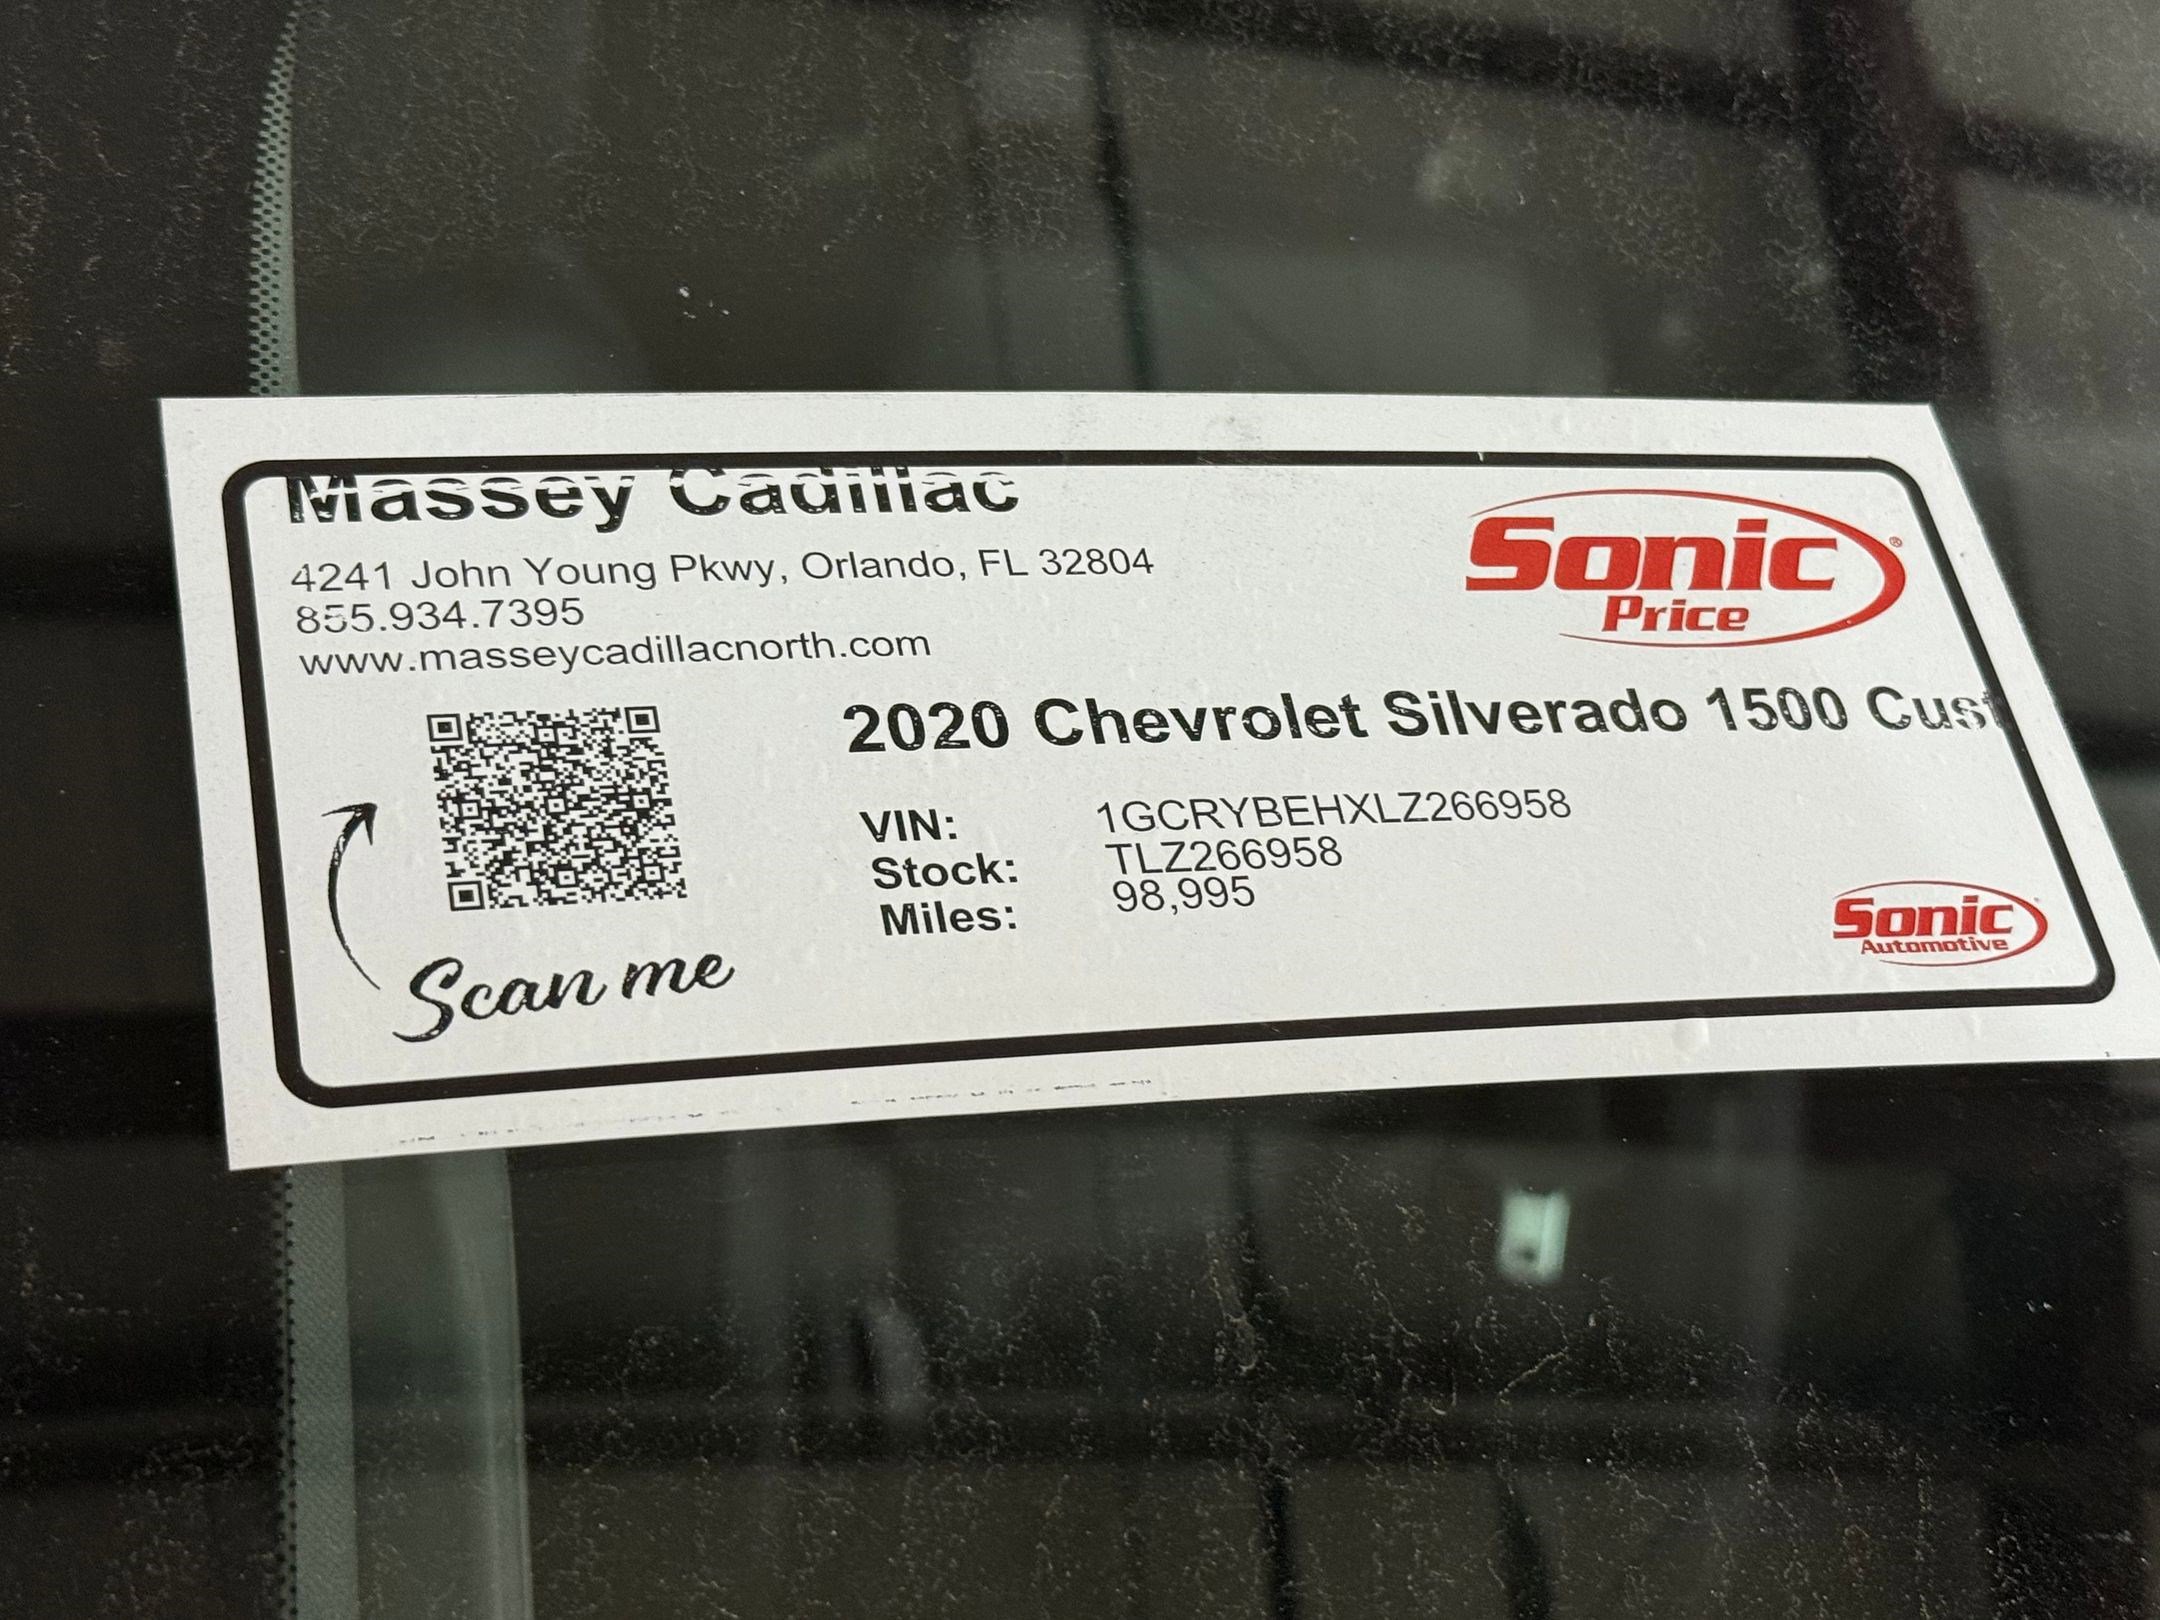 Massey Cadillac
4241 John Young Pkwy, Orlando, FL 32804
855.934.7395
www.masseycadillacnorth.com
Sonic®
Price
2020 Chevrolet Silverado 1500 Cust
VIN: 1GCRYBEHXLZ266958
Stock: TLZ266958
Miles: 98,995
Scan me
Sonic
Automotive